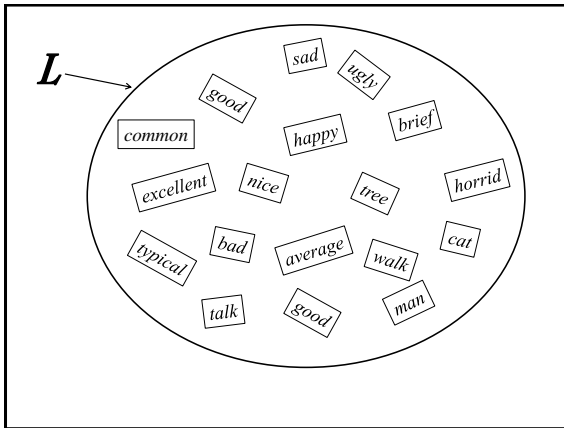 L
sad
ugly
good
brief
common
happy
excellent
nice
tree
horrid
typical
bad
average
walk
cat
talk
good
man